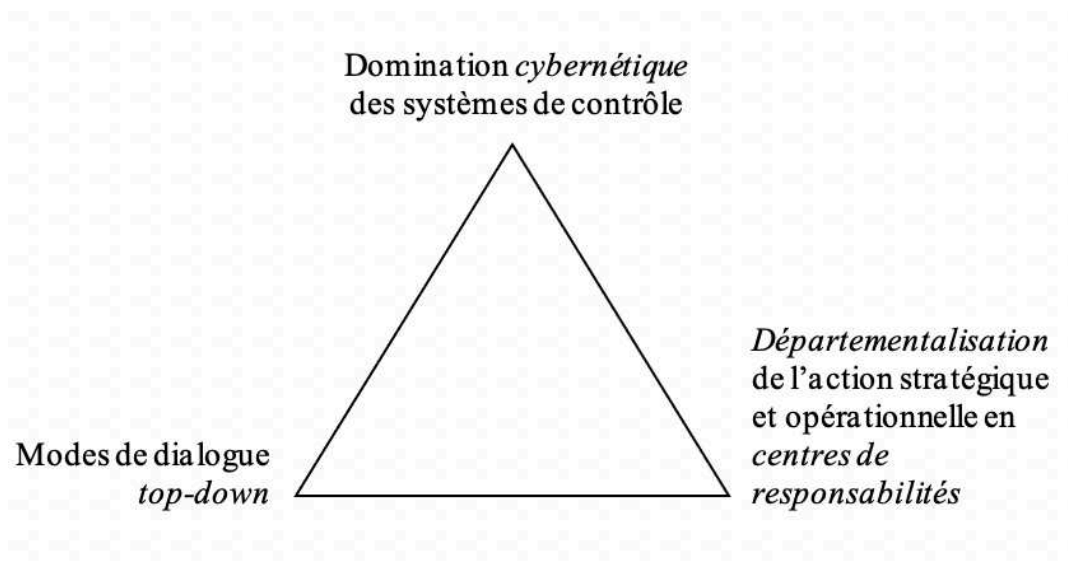 Domination cybernétique
des systèmes de contrôle
Modes de dialogue
top-down
Départementalisation
de l’action stratégique
et opérationnelle en
centres de
responsabilités